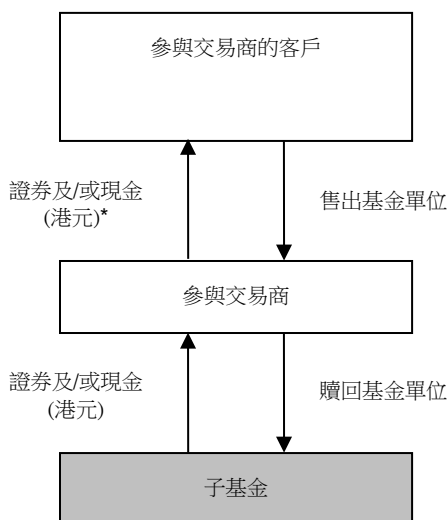 參與交易商的客戶
證券及/或現金
(港元)*
售出基金單位
參與交易商
證券及/或現金
(港元)
贖回基金單位
子基金